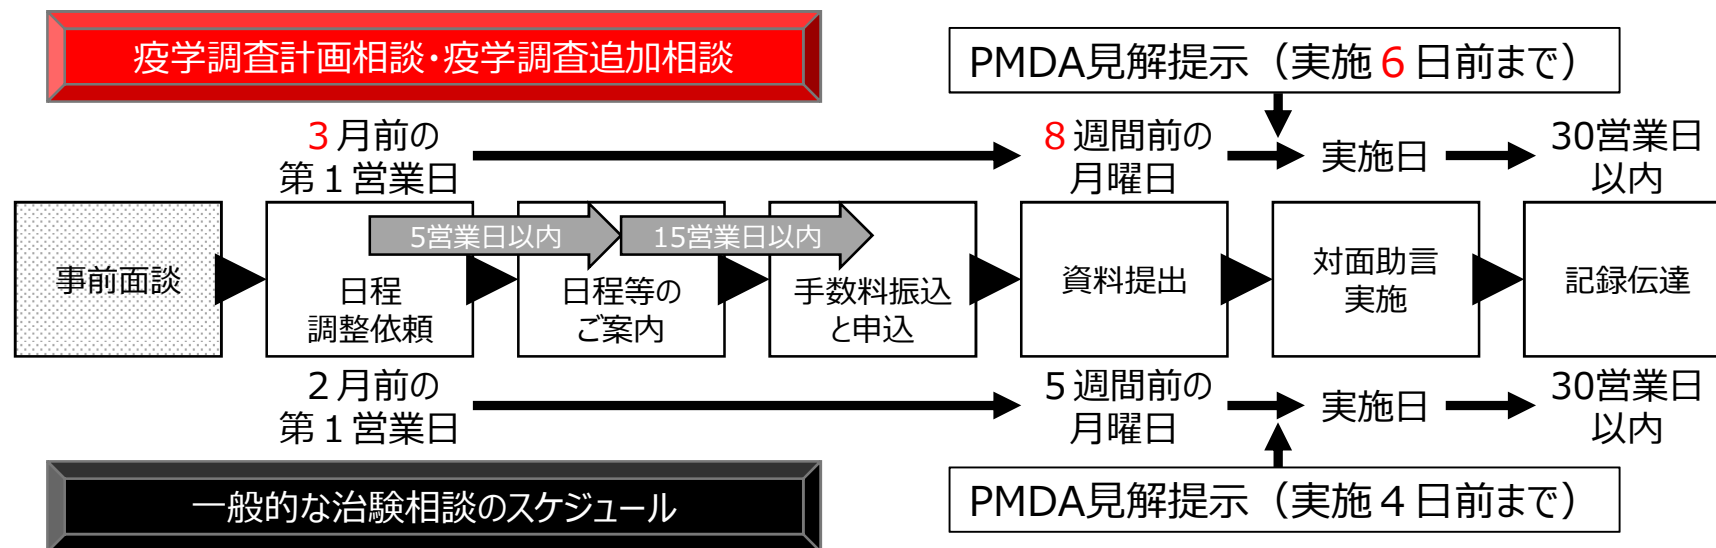 疫学調査計画相談・疫学調査追加相談
PMDA見解提示（実施６日前まで）
３月前の
第１営業日
８週間前の
月曜日
実施日
30営業日
以内
5営業日以内
15営業日以内
事前面談
日程
調整依頼
日程等の
ご案内
手数料振込
と申込
資料提出
対面助言
実施
記録伝達
２月前の
第１営業日
５週間前の
月曜日
実施日
30営業日
以内
一般的な治験相談のスケジュール
PMDA見解提示（実施４日前まで）